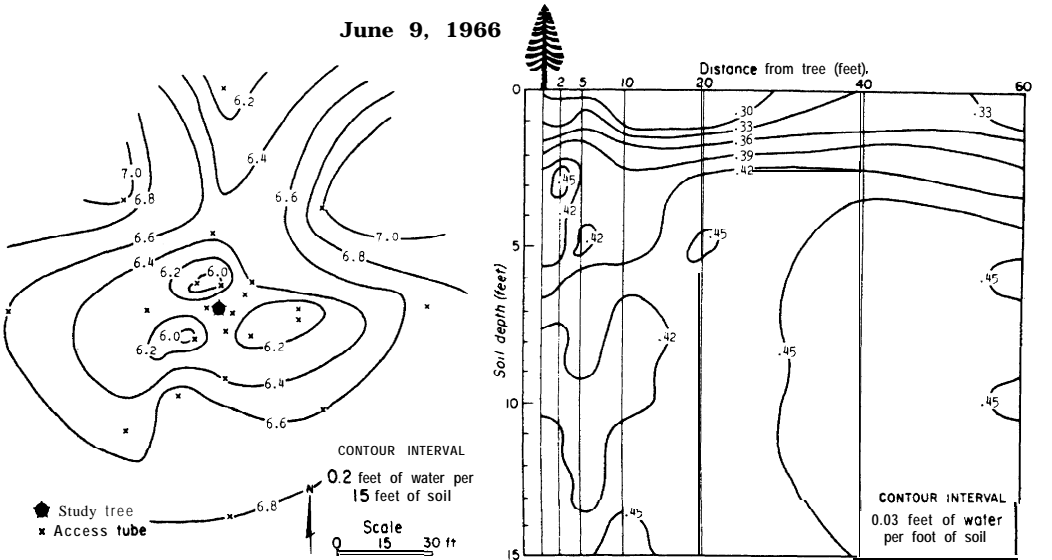 June 9, 1966
6.2
6.4
7.0
6.8
6.6
6.6
7.0
6.8
6.4
6.2
6.0
6.0
6.2
6.2
6.4
6.6
6.8
CONTOUR INTERVAL
0.2 feet of water per
15 feet of soil
Study tree
x Access tube
N
Scale
0 15 30 ft
Distance from tree (feet).
0 2 5 10 20 40 60
.30
.33
.33
.36
.39
.42
.45
.42
.42
.45
5
Soil depth (feet)
.45
.42
.45
.45
10
.45
15
CONTOUR INTERVAL
0.03 feet of water
per foot of soil